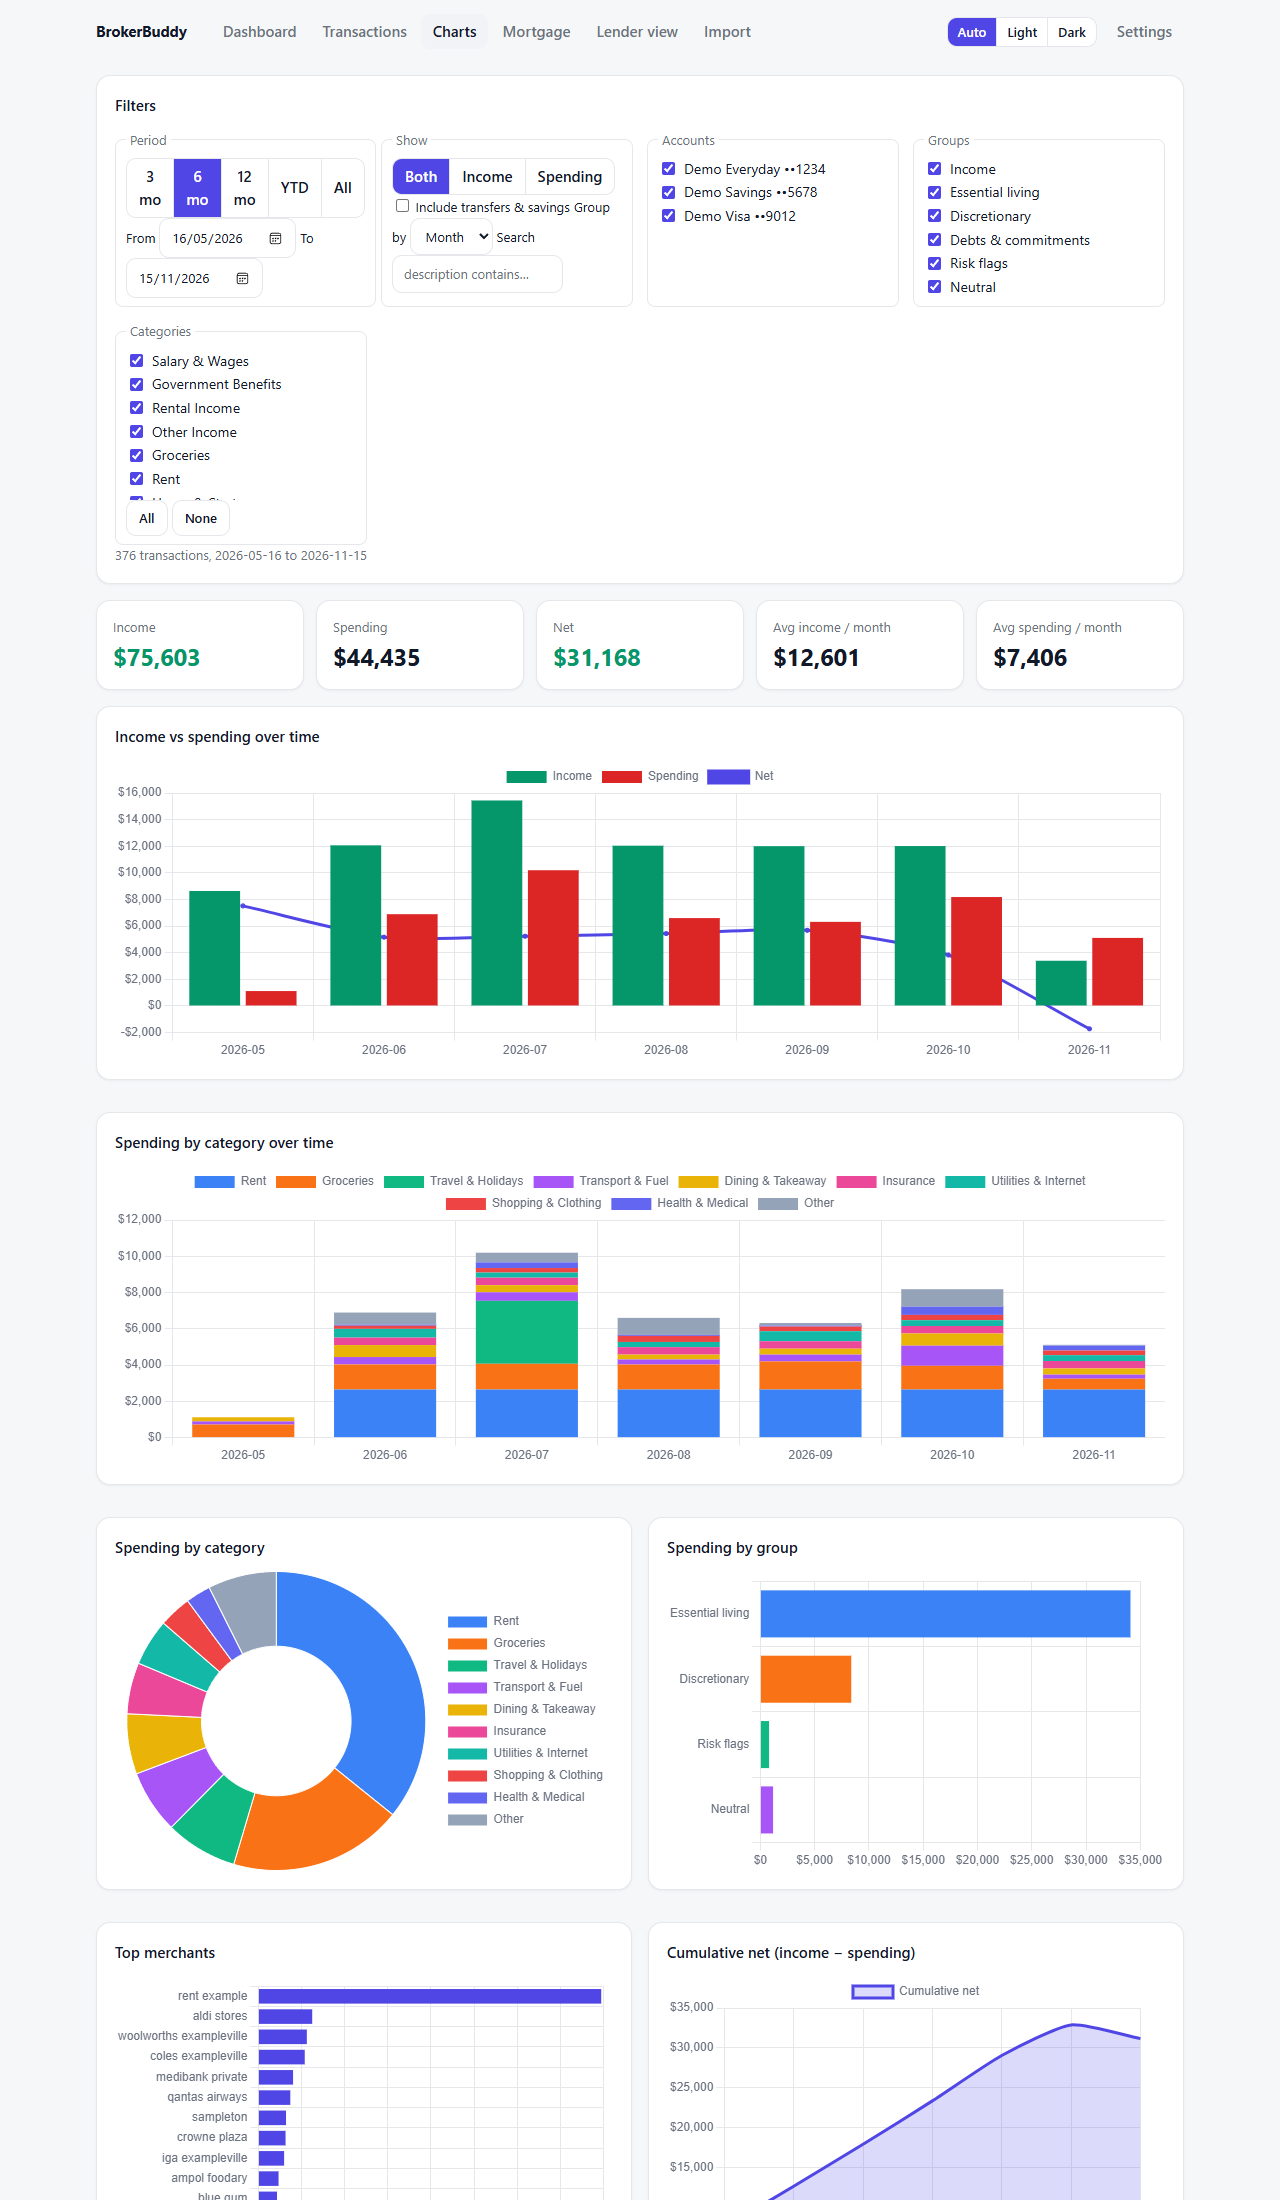 BrokerBuddy Dashboard Transactions Charts Mortgage Lender view Import Auto Light Dark Settings
Filters
Period
3 mo 6 mo 12 mo YTD All
From 16/05/2026 To
15/11/2026
Show
Both Income Spending
Include transfers & savings Group
by Month Search
description contains...
Accounts
Demo Everyday ••1234
Demo Savings ••5678
Demo Visa ••9012
Groups
Income
Essential living
Discretionary
Debts & commitments
Risk flags
Neutral
Categories
Salary & Wages
Government Benefits
Rental Income
Other Income
Groceries
Rent
All None
376 transactions, 2026-05-16 to 2026-11-15
Income
$75,603
Spending
$44,435
Net
$31,168
Avg income / month
$12,601
Avg spending / month
$7,406
Income vs spending over time
Income Spending Net
$16,000
$14,000
$12,000
$10,000
$8,000
$6,000
$4,000
$2,000
$0
-$2,000
2026-05 2026-06 2026-07 2026-08 2026-09 2026-10 2026-11
Spending by category over time
Rent Groceries Travel & Holidays Transport & Fuel Dining & Takeaway Insurance Utilities & Internet
Shopping & Clothing Health & Medical Other
$12,000
$10,000
$8,000
$6,000
$4,000
$2,000
$0
2026-05 2026-06 2026-07 2026-08 2026-09 2026-10 2026-11
Spending by category
Rent
Groceries
Travel & Holidays
Transport & Fuel
Dining & Takeaway
Insurance
Utilities & Internet
Shopping & Clothing
Health & Medical
Other
Spending by group
Essential living
Discretionary
Risk flags
Neutral
$0 $5,000 $10,000 $15,000 $20,000 $25,000 $30,000 $35,000
Top merchants
rent example
aldi stores
woolworths exampleville
coles exampleville
medibank private
qantas airways
sampleton
crowne plaza
iga exampleville
ampol foodary
blue gum
Cumulative net (income – spending)
Cumulative net
$35,000
$30,000
$25,000
$20,000
$15,000